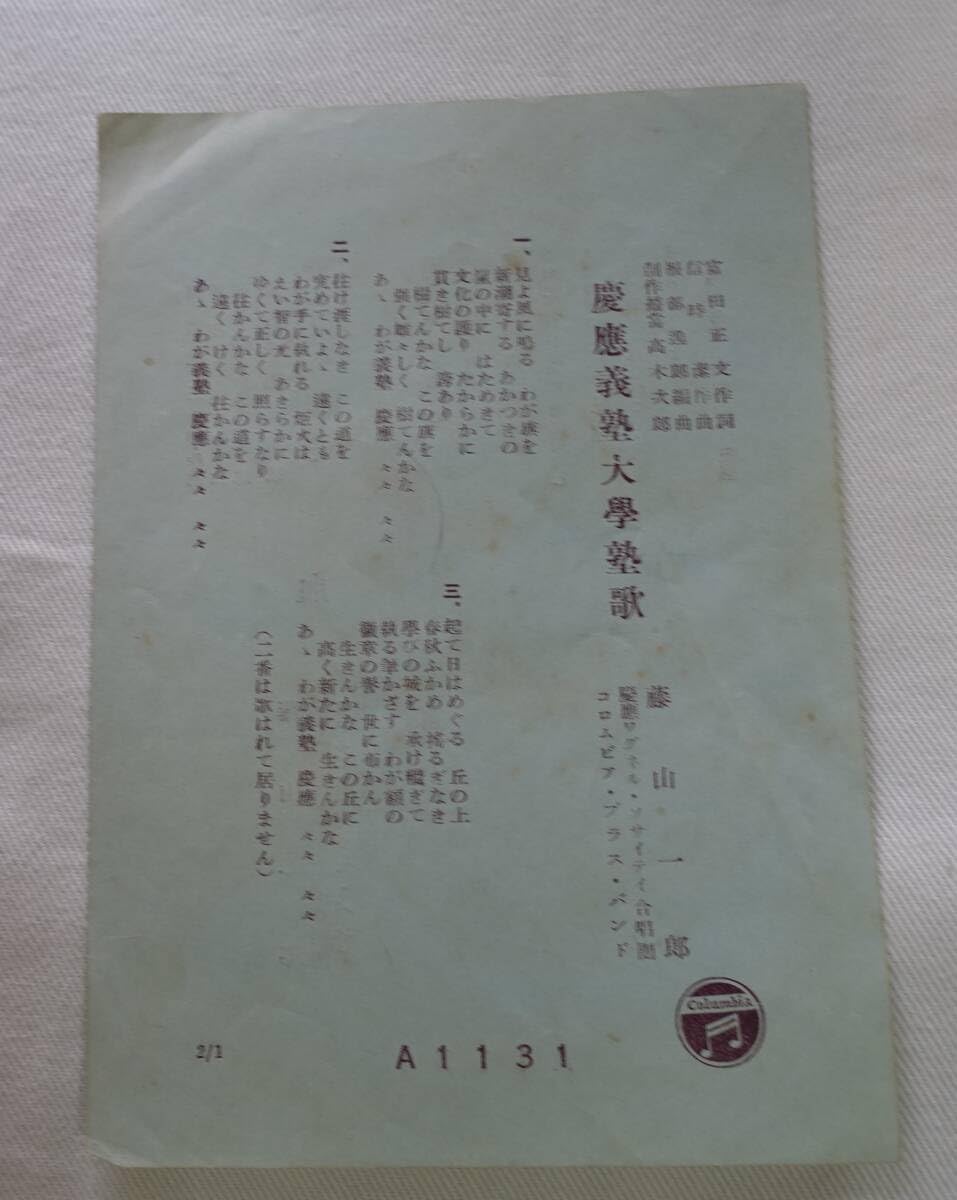 富田正文作詞
信時潔作曲
服部逸郎編曲
制作擔當 高木次郎
慶應義塾大學塾歌
藤山一郎
慶應ワグネル・ソサイテイ合唱團
コロムビア・ブラス・バンド
一、
見よ風に鳴る わが旗を
新潮寄する あかつきの
嵐の中に はためきて
文化の護り たからかに
貫き樹てし 誇あり
樹てんかな この旗を
強く雄々しく 樹てんかな
あゝ わが義塾 慶應 々々 々々
二、
往け涯しなき この道を
究めていよゝ 遠くとも
わが手に執れる 炬火は
えい智の光 あきらかに
ゆくて正しく 照らすなり
往かんかな この道を
遠く けく 往かんかな
あゝ わが義塾 慶應 々々 々々
三、
起て日はめぐる 丘の上
春秋ふかめ 搖るぎなき
學びの城を 承け繼ぎて
執る筆かざす わが額の
徽章の譽 世に布かん
生きんかな この丘に
高く新たに 生きんかな
あゝ わが義塾 慶應 々々 々々
(二番は歌はれて居りません)
Columbia
2/1
A1131